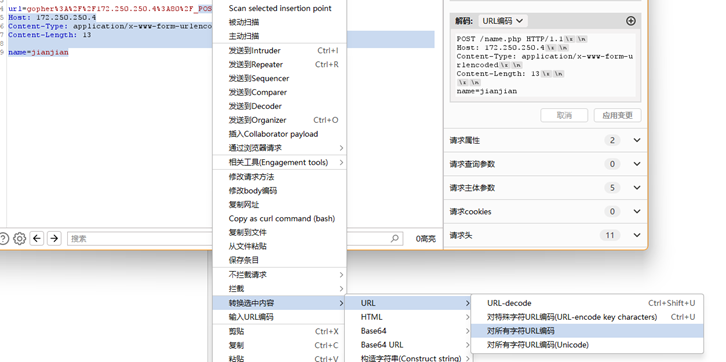 4 url=gopher%3A%2F%2F172.250.250.4%3A80%2F_POS
5 Host: 172.250.250.4
6 Content-Type: application/x-www-form-urlencode
7 Content-Length: 13
9 name=jianjian
Scan selected insertion point
被动扫描
主动扫描
发送到Intruder Ctrl+I
发送到Repeater Ctrl+R
发送到Sequencer
发送到Comparer
发送到Decoder
发送到Organizer Ctrl+O
插入Collaborator payload
通过浏览器请求
相关工具(Engagement tools)
修改请求方法
修改body编码
复制网址
Copy as curl command (bash)
复制到文件
从文件粘贴
保存条目
不拦截请求
拦截
转换选中内容
输入URL编码
剪贴 Ctrl+X
复制 Ctrl+C
粘贴 Ctrl+V
URL
HTML
Base64
Base64 URL
构造字符串(Construct string)
URL-decode Ctrl+Shift+U
对特殊字符URL编码(URL-encode key characters) Ctrl+U
对所有字符URL编码
对所有字符URL编码(Unicode)
搜索
0高亮
解码: URL编码
POST /name.php HTTP/1.1 \r \n
Host: 172.250.250.4 \r \n
Content-Type: application/x-www-form-u
rlencoded \r \n
Content-Length: 13 \r \n
\r \n
name=jianjian
取消
应用变更
请求属性 2
请求查询参数 0
请求主体参数 5
请求cookies 0
请求头 11